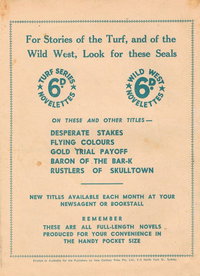 For Stories of the Turf, and of the
Wild West, Look for these Seals
TURF SERIES
6D
NOVELETTES
WILD WEST
6D
NOVELETTES
ON THESE AND OTHER TITLES—
DESPERATE STAKES
FLYING COLOURS
GOLD TRIAL PAYOFF
BARON OF THE BAR-K
RUSTLERS OF SKULLTOWN
NEW TITLES AVAILABLE EACH MONTH AT YOUR
NEWSAGENT OR BOOKSTALL
REMEMBER
THESE ARE ALL FULL-LENGTH NOVELS
PRODUCED FOR YOUR CONVENIENCE IN
THE HANDY POCKET SIZE